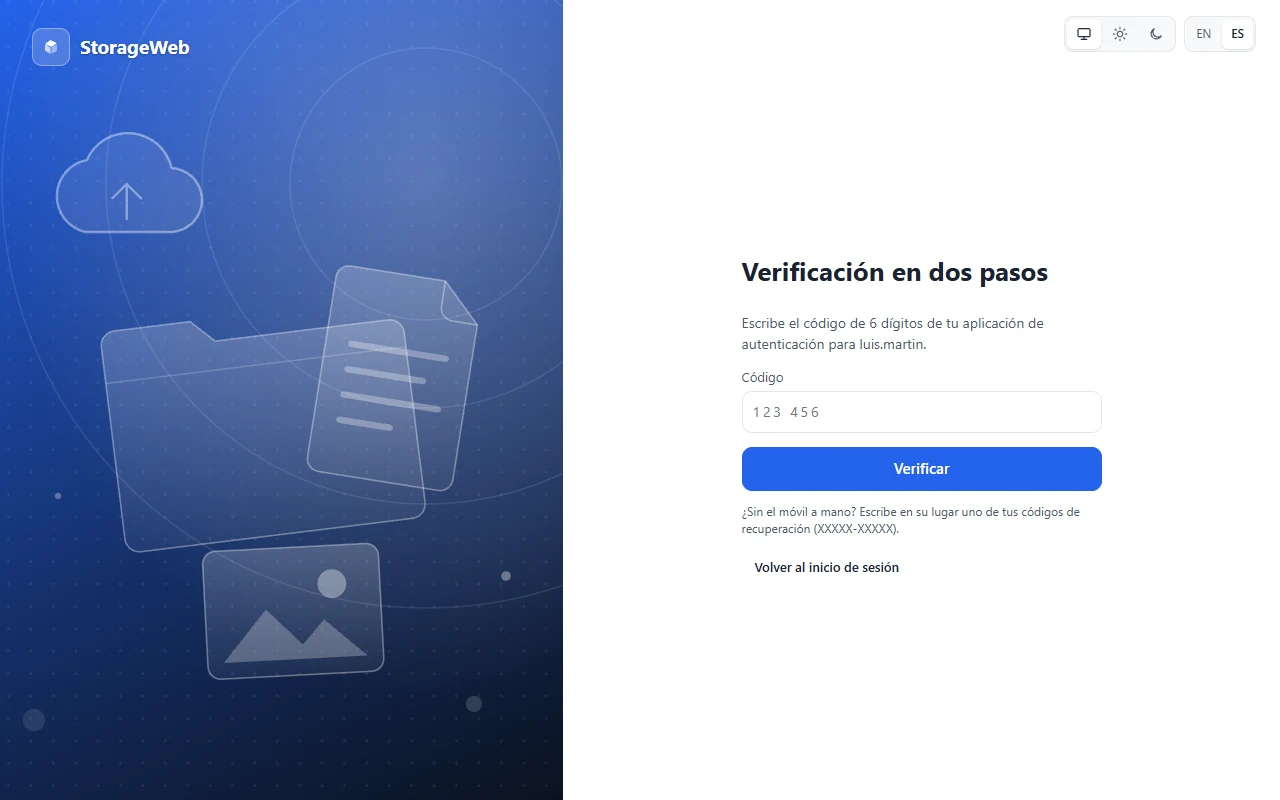 StorageWeb
EN
ES
Verificación en dos pasos
Escribe el código de 6 dígitos de tu aplicación de
autenticación para luis.martin.
Código
123 456
Verificar
¿Sin el móvil a mano? Escribe en su lugar uno de tus códigos de
recuperación (XXXXX-XXXXX).
Volver al inicio de sesión